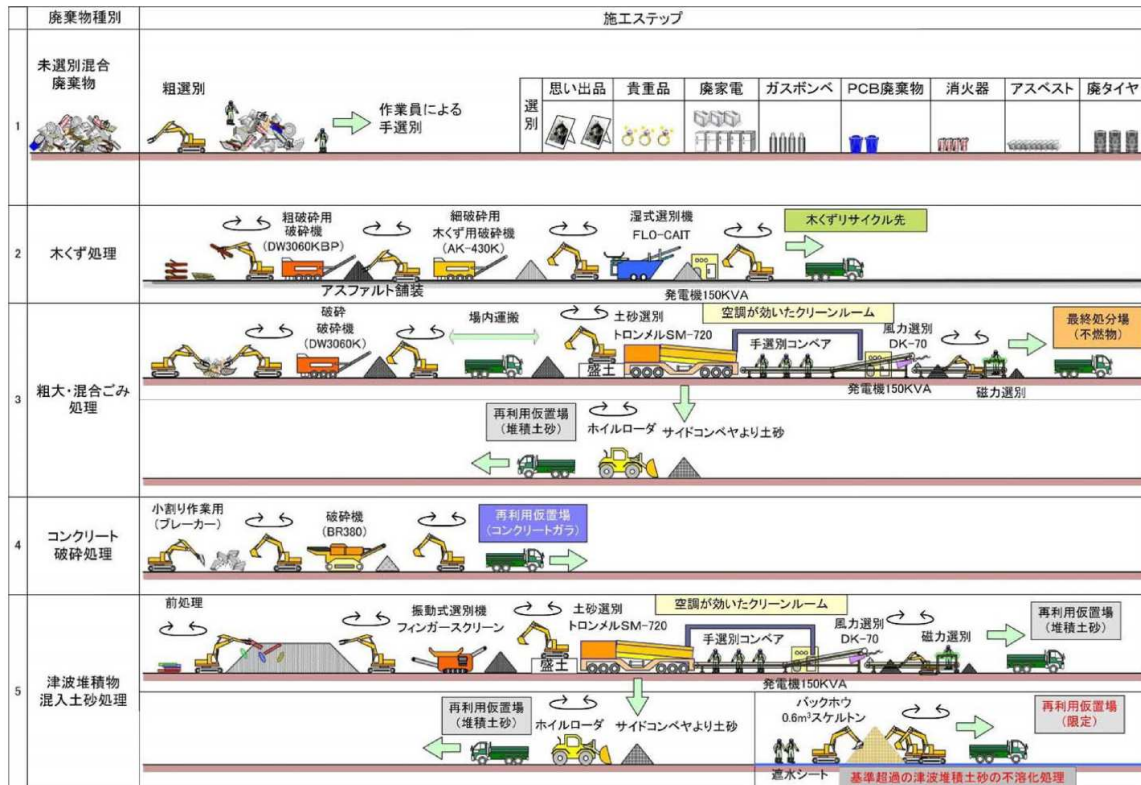 廃棄物種別
施工ステップ
1
未選別混合
廃棄物
粗選別
作業員による
手選別
選別
思い出品
貴重品
廃家電
ガスボンベ
PCB廃棄物
消火器
アスベスト
廃タイヤ
2
木くず処理
粗破砕用
破砕機
(DW3060KBP)
細破砕用
木くず用破砕機
(AK-430K)
湿式選別機
FLO-CAIT
木くずリサイクル先
アスファルト舗装
発電機150KVA
3
粗大・混合ごみ
処理
破砕
破砕機
(DW3060K)
場内運搬
土砂選別
トロンメルSM-720
盛土
空調が効いたクリーンルーム
手選別コンベア
風力選別
DK-70
発電機150KVA
磁力選別
最終処分場
(不燃物)
再利用仮置場
(堆積土砂)
ホイルローダ
サイドコンベヤより土砂
4
コンクリート
破砕処理
小割り作業用
(ブレーカー)
破砕機
(BR380)
再利用仮置場
(コンクリートガラ)
5
津波堆積物
混入土砂処理
前処理
振動式選別機
フィンガースクリーン
土砂選別
トロンメルSM-720
盛土
空調が効いたクリーンルーム
手選別コンベア
風力選別
DK-70
磁力選別
発電機150KVA
再利用仮置場
(堆積土砂)
再利用仮置場
(堆積土砂)
ホイルローダ
サイドコンベヤより土砂
バックホウ
0.6m³スケルトン
再利用仮置場
(限定)
遮水シート
基準超過の津波堆積土砂の不溶化処理